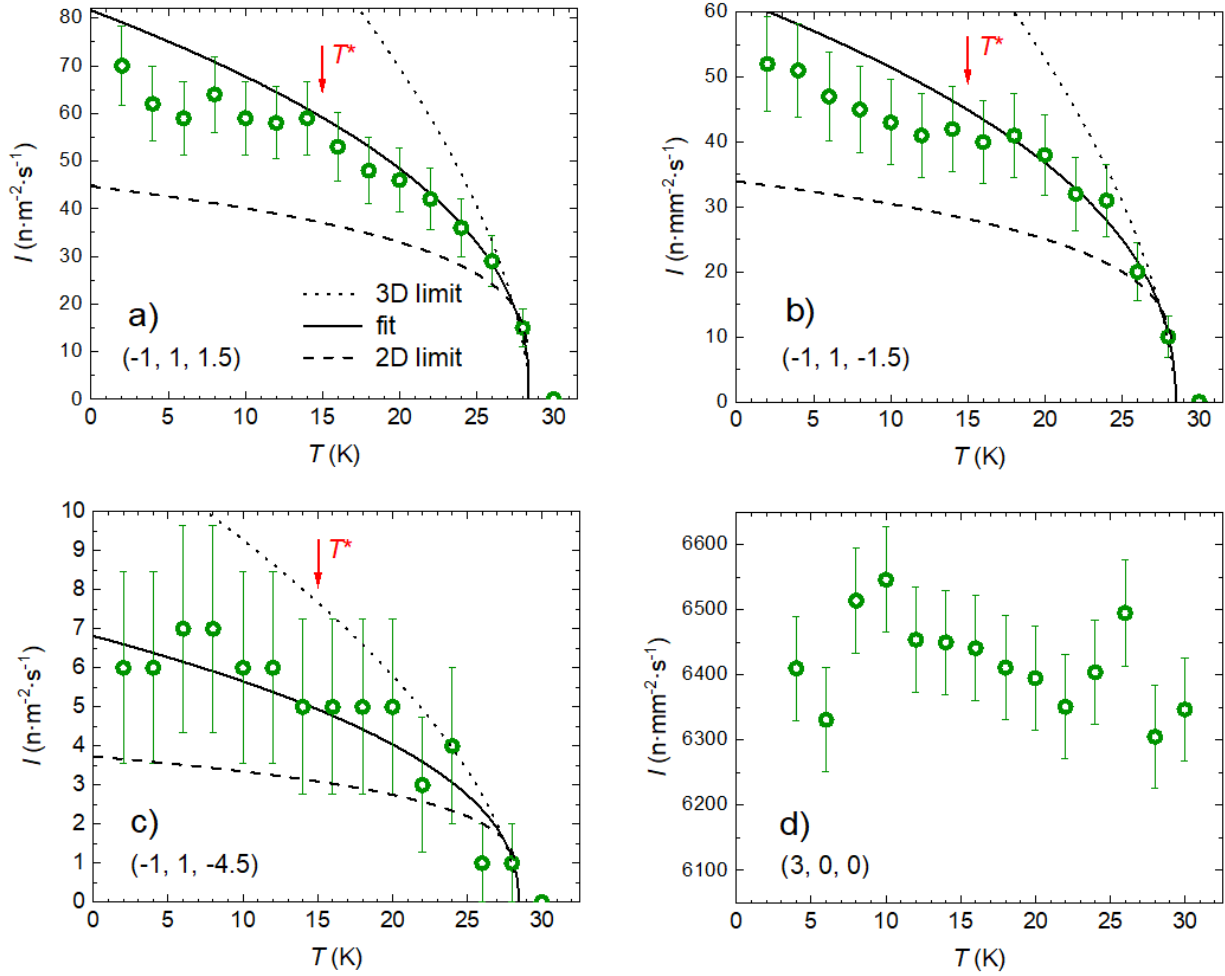 80
70
60
50
40
30
20
10
0
I (n·m⁻²·s⁻¹)
T*
3D limit
fit
2D limit
a)
(-1, 1, 1.5)
0 5 10 15 20 25 30
T (K)
60
50
40
30
20
10
0
I (n·mm⁻²·s⁻¹)
T*
b)
(-1, 1, -1.5)
0 5 10 15 20 25 30
T (K)
10
9
8
7
6
5
4
3
2
1
0
I (n·m⁻²·s⁻¹)
T*
c)
(-1, 1, -4.5)
0 5 10 15 20 25 30
T (K)
6600
6500
6400
6300
6200
6100
I (n·mm⁻²·s⁻¹)
d)
(3, 0, 0)
0 5 10 15 20 25 30
T (K)